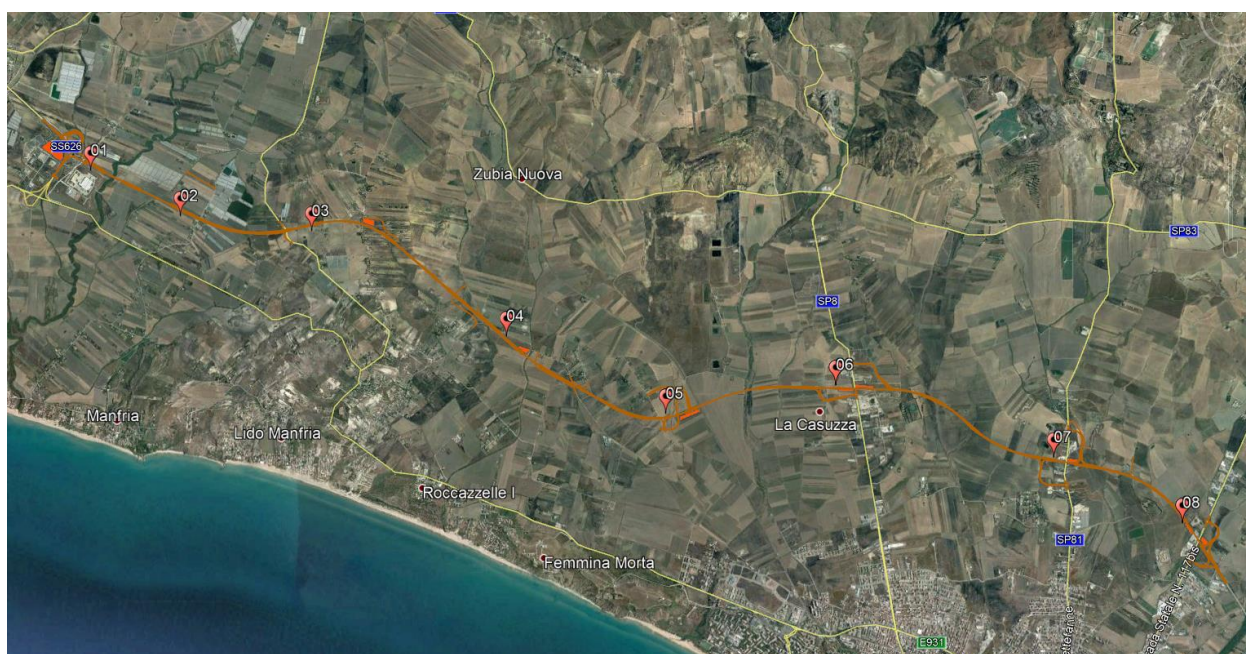 SS626
01
02
03
Zubia Nuova
SP83
04
SP8
06
05
La Casuzza
Manfria
Lido Manfria
07
Roccazzelle I
08
SP81
Femmina Morta
E931